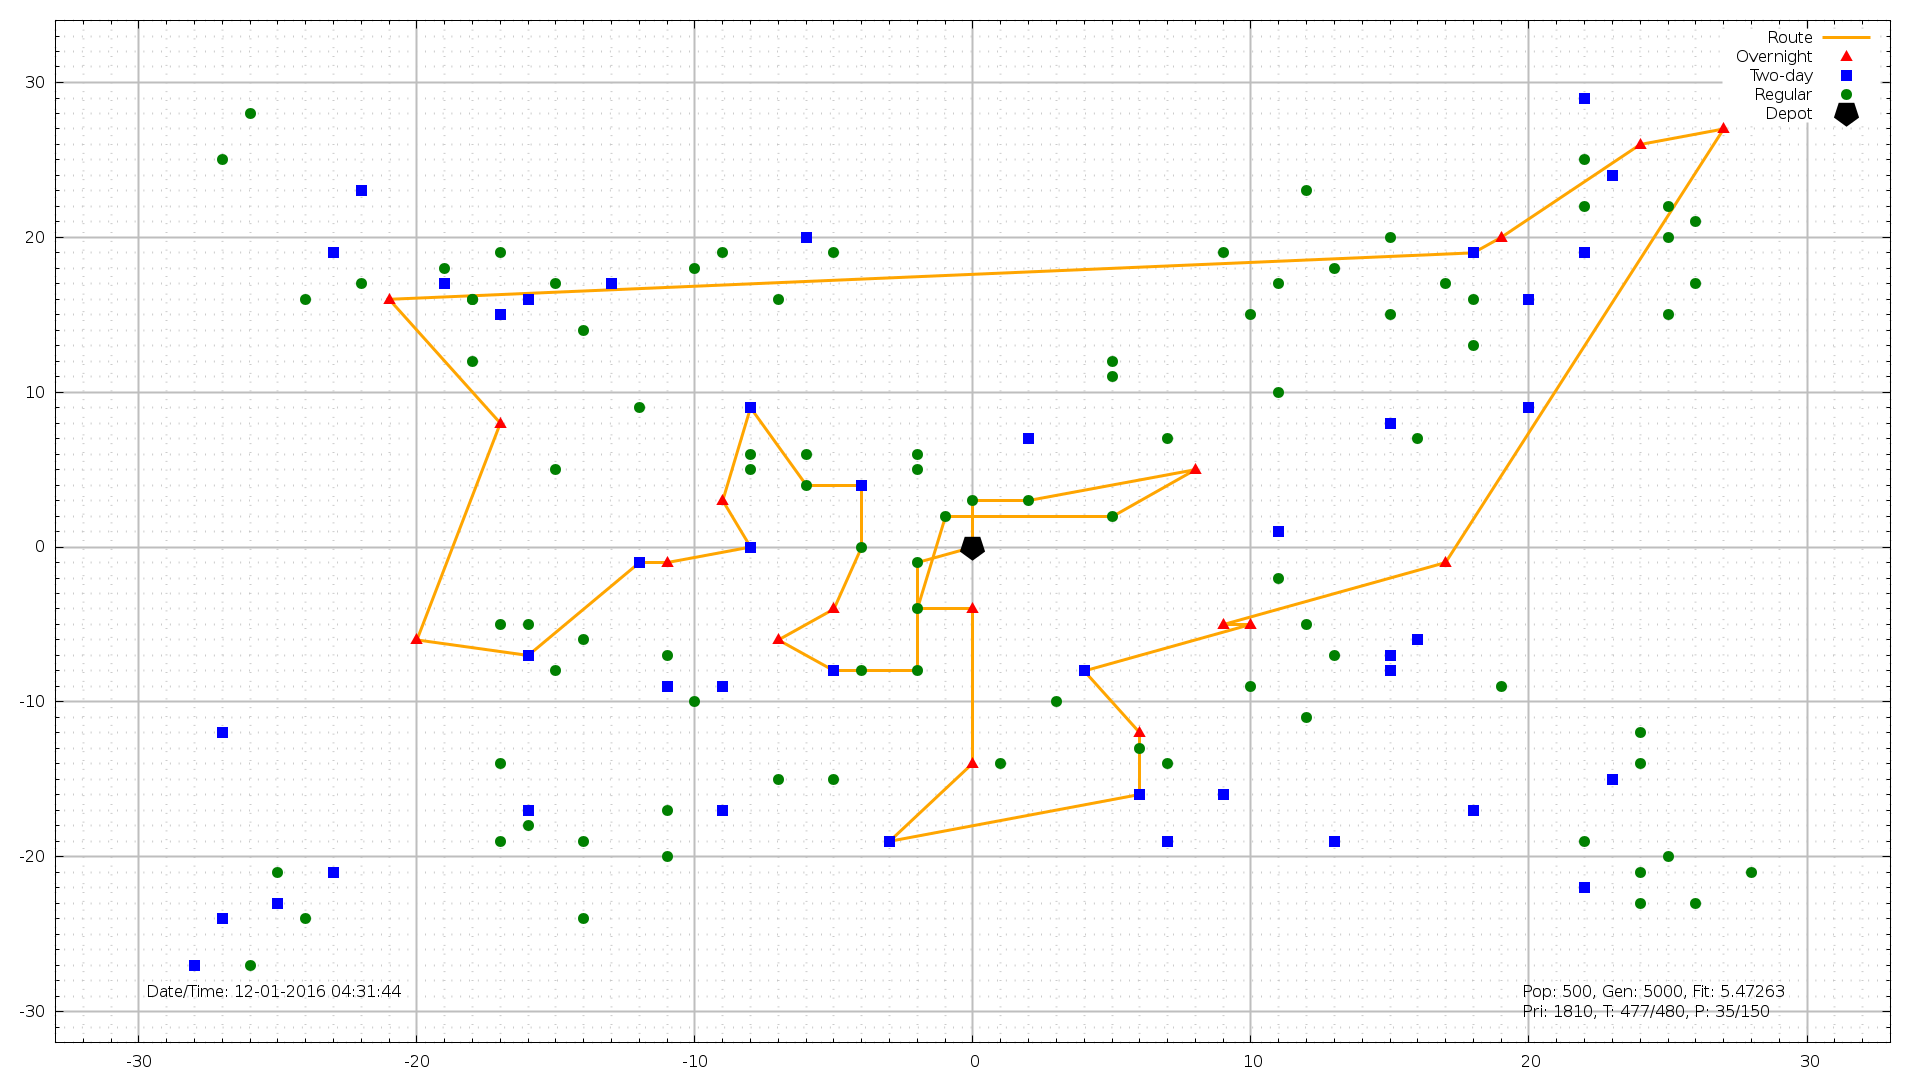 Route
Overnight
Two-day
Regular
Depot
30
20
10
0
-10
-20
-30
Date/Time: 12-01-2016 04:31:44
Pop: 500, Gen: 5000, Fit: 5.47263
Pri: 1810, T: 477/480, P: 35/150
-30 -20 -10 0 10 20 30